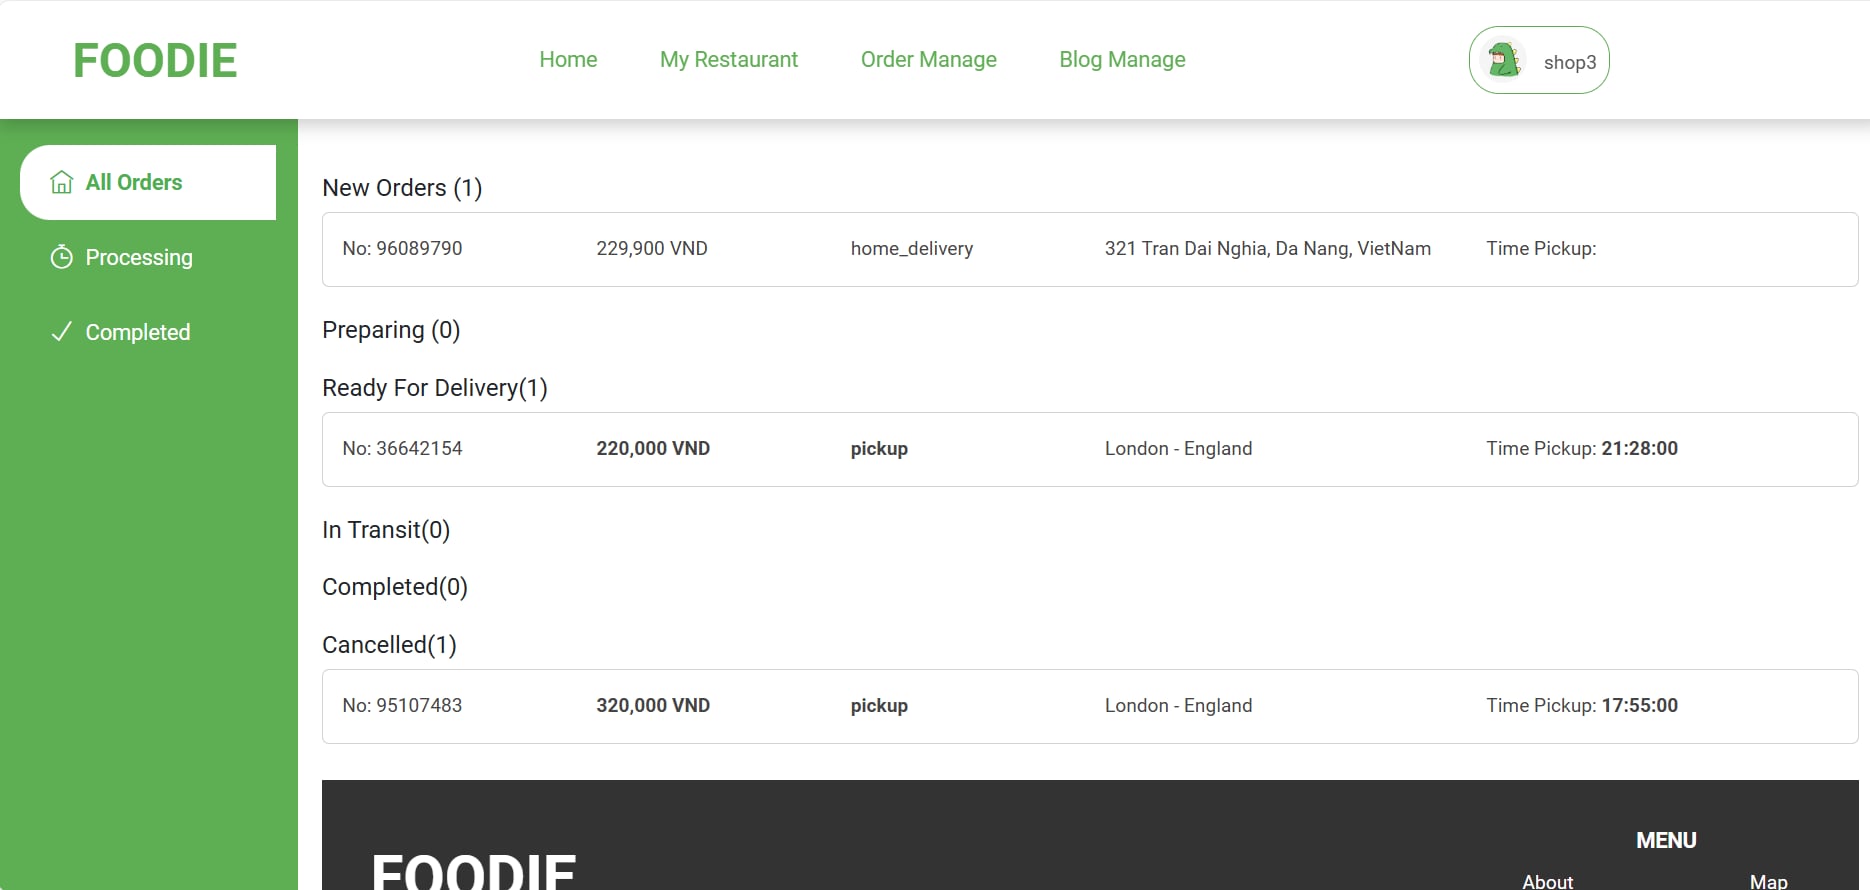 FOODIE
Home My Restaurant Order Manage Blog Manage
shop3
All Orders
Processing
Completed
New Orders (1)
No: 96089790 229,900 VND home_delivery 321 Tran Dai Nghia, Da Nang, VietNam Time Pickup:
Preparing (0)
Ready For Delivery(1)
No: 36642154 220,000 VND pickup London - England Time Pickup: 21:28:00
In Transit(0)
Completed(0)
Cancelled(1)
No: 95107483 320,000 VND pickup London - England Time Pickup: 17:55:00
FOODIE
MENU
About Map